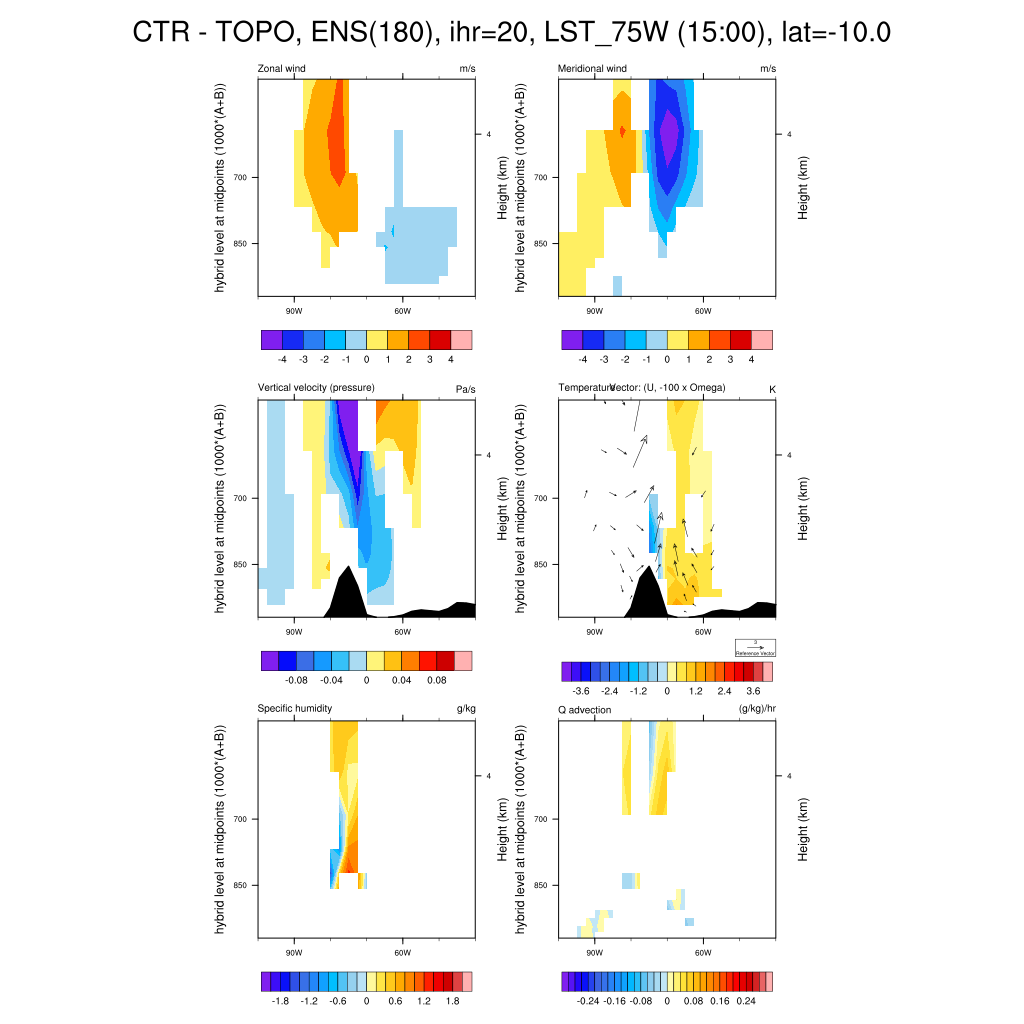 CTR - TOPO, ENS(180), ihr=20, LST_75W (15:00), lat=-10.0
Zonal wind m/s
hybrid level at midpoints (1000*(A+B))
700
850
4
Height (km)
90W 60W
-4 -3 -2 -1 0 1 2 3 4
Meridional wind m/s
hybrid level at midpoints (1000*(A+B))
700
850
4
Height (km)
90W 60W
-4 -3 -2 -1 0 1 2 3 4
Vertical velocity (pressure) Pa/s
hybrid level at midpoints (1000*(A+B))
700
850
4
Height (km)
90W 60W
-0.08 -0.04 0 0.04 0.08
Temperature Vector: (U, -100 x Omega) K
hybrid level at midpoints (1000*(A+B))
700
850
4
Height (km)
90W 60W
3
Reference Vector
-3.6 -2.4 -1.2 0 1.2 2.4 3.6
Specific humidity g/kg
hybrid level at midpoints (1000*(A+B))
700
850
4
Height (km)
90W 60W
-1.8 -1.2 -0.6 0 0.6 1.2 1.8
Q advection (g/kg)/hr
hybrid level at midpoints (1000*(A+B))
700
850
4
Height (km)
90W 60W
-0.24 -0.16 -0.08 0 0.08 0.16 0.24